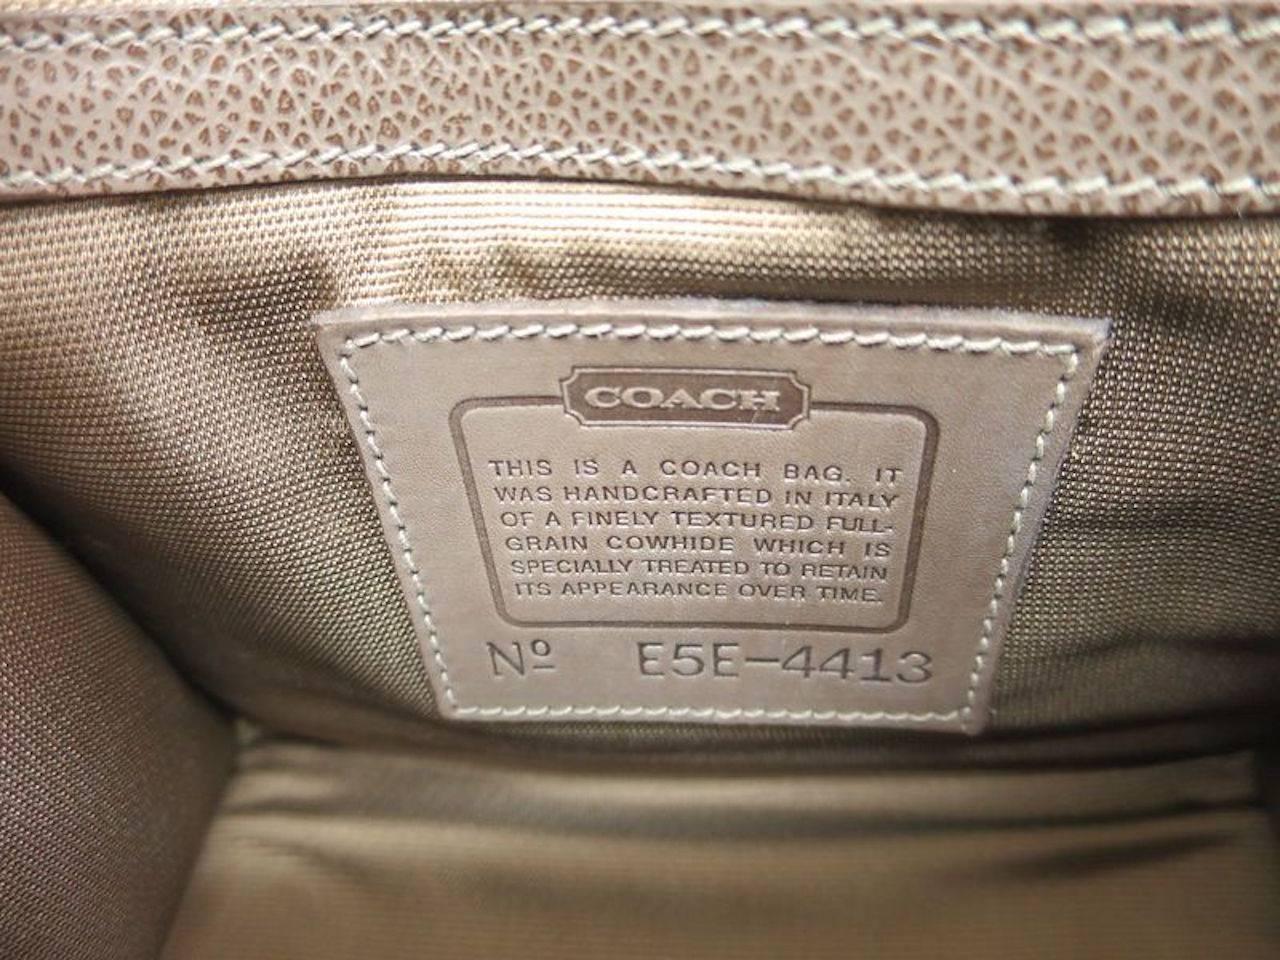 COACH
THIS IS A COACH BAG. IT
WAS HANDCRAFTED IN ITALY
OF A FINELY TEXTURED FULL-
GRAIN COWHIDE WHICH IS
SPECIALLY TREATED TO RETAIN
ITS APPEARANCE OVER TIME.
Nº E5E-4413